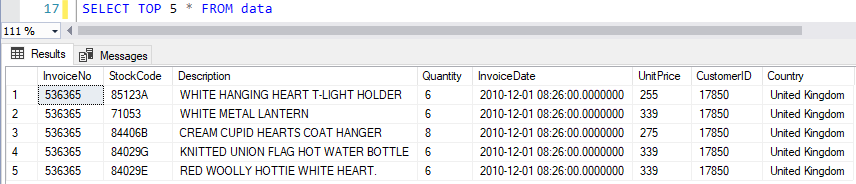 17 SELECT TOP 5 * FROM data
111 %
Results Messages
InvoiceNo StockCode Description Quantity InvoiceDate UnitPrice CustomerID Country
1 536365 85123A WHITE HANGING HEART T-LIGHT HOLDER 6 2010-12-01 08:26:00.0000000 255 17850 United Kingdom
2 536365 71053 WHITE METAL LANTERN 6 2010-12-01 08:26:00.0000000 339 17850 United Kingdom
3 536365 84406B CREAM CUPID HEARTS COAT HANGER 8 2010-12-01 08:26:00.0000000 275 17850 United Kingdom
4 536365 84029G KNITTED UNION FLAG HOT WATER BOTTLE 6 2010-12-01 08:26:00.0000000 339 17850 United Kingdom
5 536365 84029E RED WOOLLY HOTTIE WHITE HEART. 6 2010-12-01 08:26:00.0000000 339 17850 United Kingdom